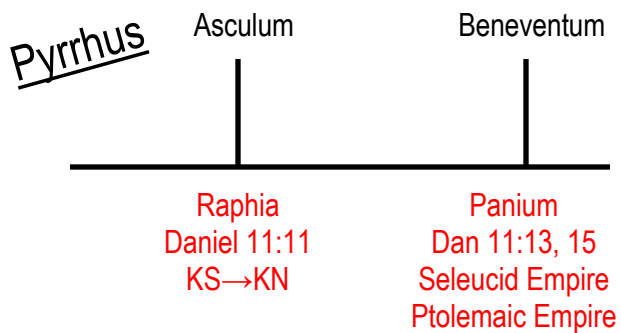 Pyrrhus
Asculum
Beneventum
Raphia
Daniel 11:11
KS→KN
Panium
Dan 11:13, 15
Seleucid Empire
Ptolemaic Empire